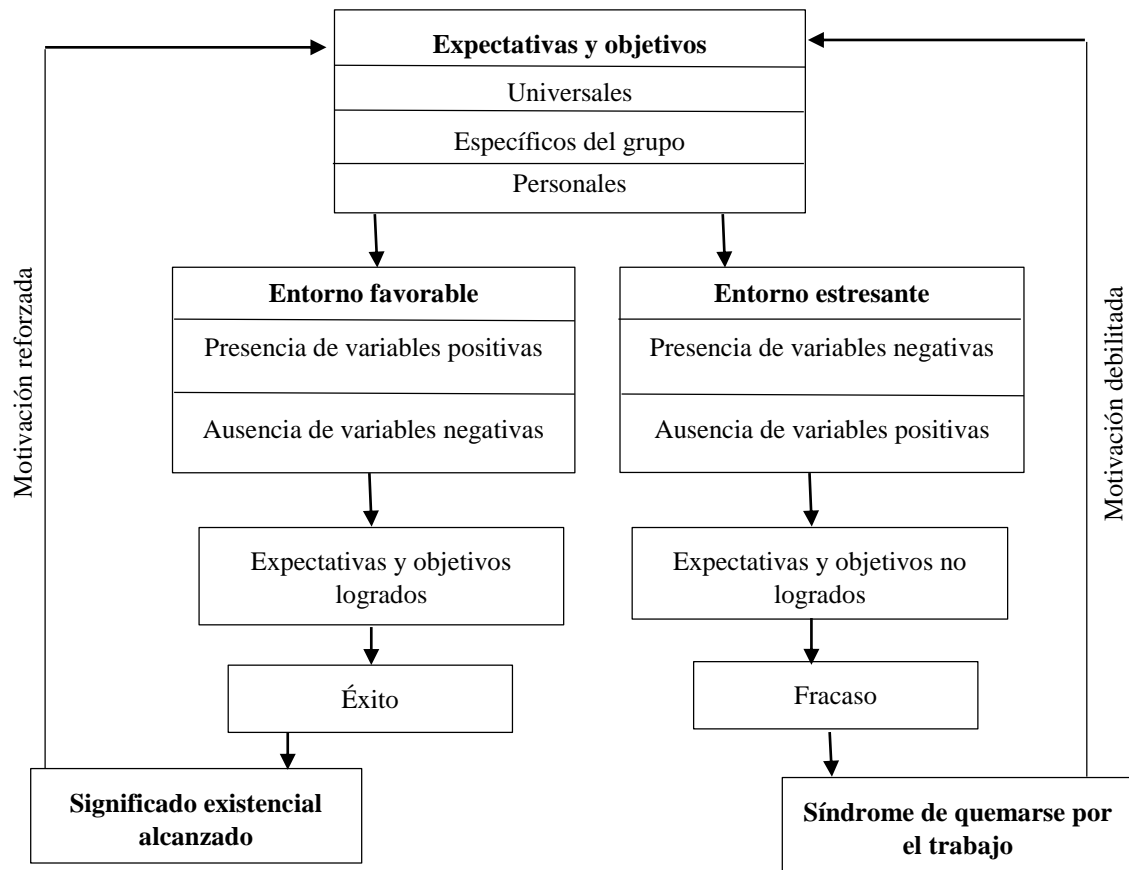 Expectativas y objetivos
Universales
Específicos del grupo
Personales
Entorno favorable
Presencia de variables positivas
Ausencia de variables negativas
Entorno estresante
Presencia de variables negativas
Ausencia de variables positivas
Expectativas y objetivos
logrados
Expectativas y objetivos no
logrados
Éxito
Fracaso
Significado existencial
alcanzado
Síndrome de quemarse por
el trabajo
Motivación reforzada
Motivación debilitada